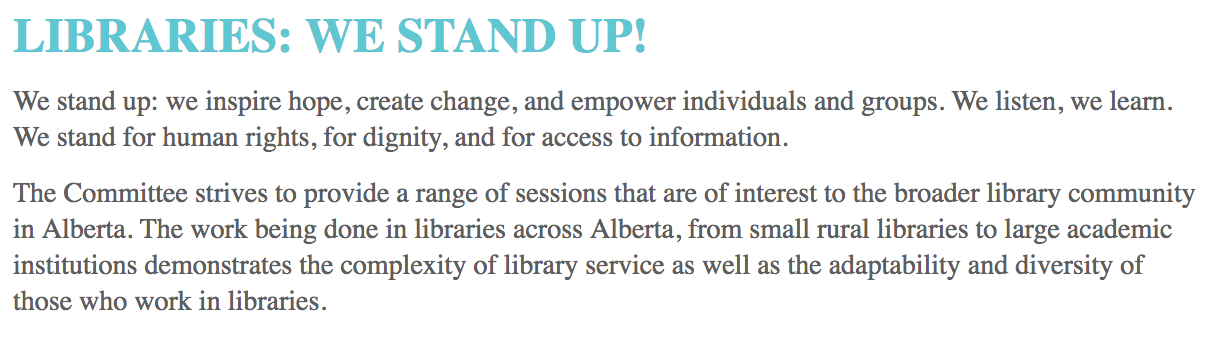 LIBRARIES: WE STAND UP!
We stand up: we inspire hope, create change, and empower individuals and groups. We listen, we learn.
We stand for human rights, for dignity, and for access to information.
The Committee strives to provide a range of sessions that are of interest to the broader library community
in Alberta. The work being done in libraries across Alberta, from small rural libraries to large academic
institutions demonstrates the complexity of library service as well as the adaptability and diversity of
those who work in libraries.